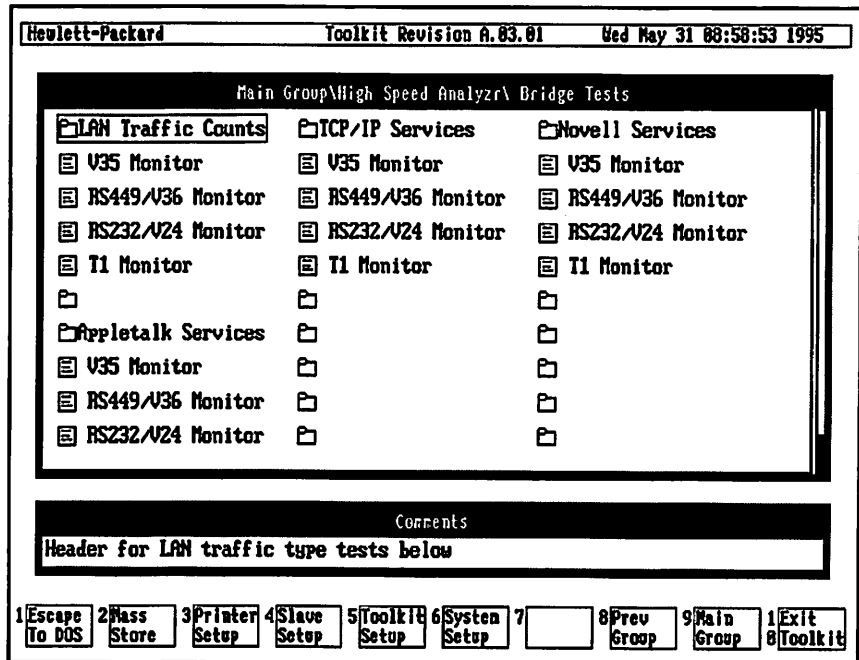 Hewlett-Packard Toolkit Revision A.03.01 Wed May 31 08:58:53 1995
Main Group\High Speed Analyzr\ Bridge Tests
LAN Traffic Counts TCP/IP Services Novell Services
V35 Monitor V35 Monitor V35 Monitor
RS449/V36 Monitor RS449/V36 Monitor RS449/V36 Monitor
RS232/V24 Monitor RS232/V24 Monitor RS232/V24 Monitor
T1 Monitor T1 Monitor T1 Monitor
Appletalk Services
V35 Monitor
RS449/V36 Monitor
RS232/V24 Monitor
Comments
Header for LAN traffic type tests below
1 Escape 2 Mass 3 Printer 4 Slave 5 Toolkit 6 System 7 8 Prev 9 Main 1 Exit
To DOS Store Setup Setup Setup Setup Group Group 0 Toolkit